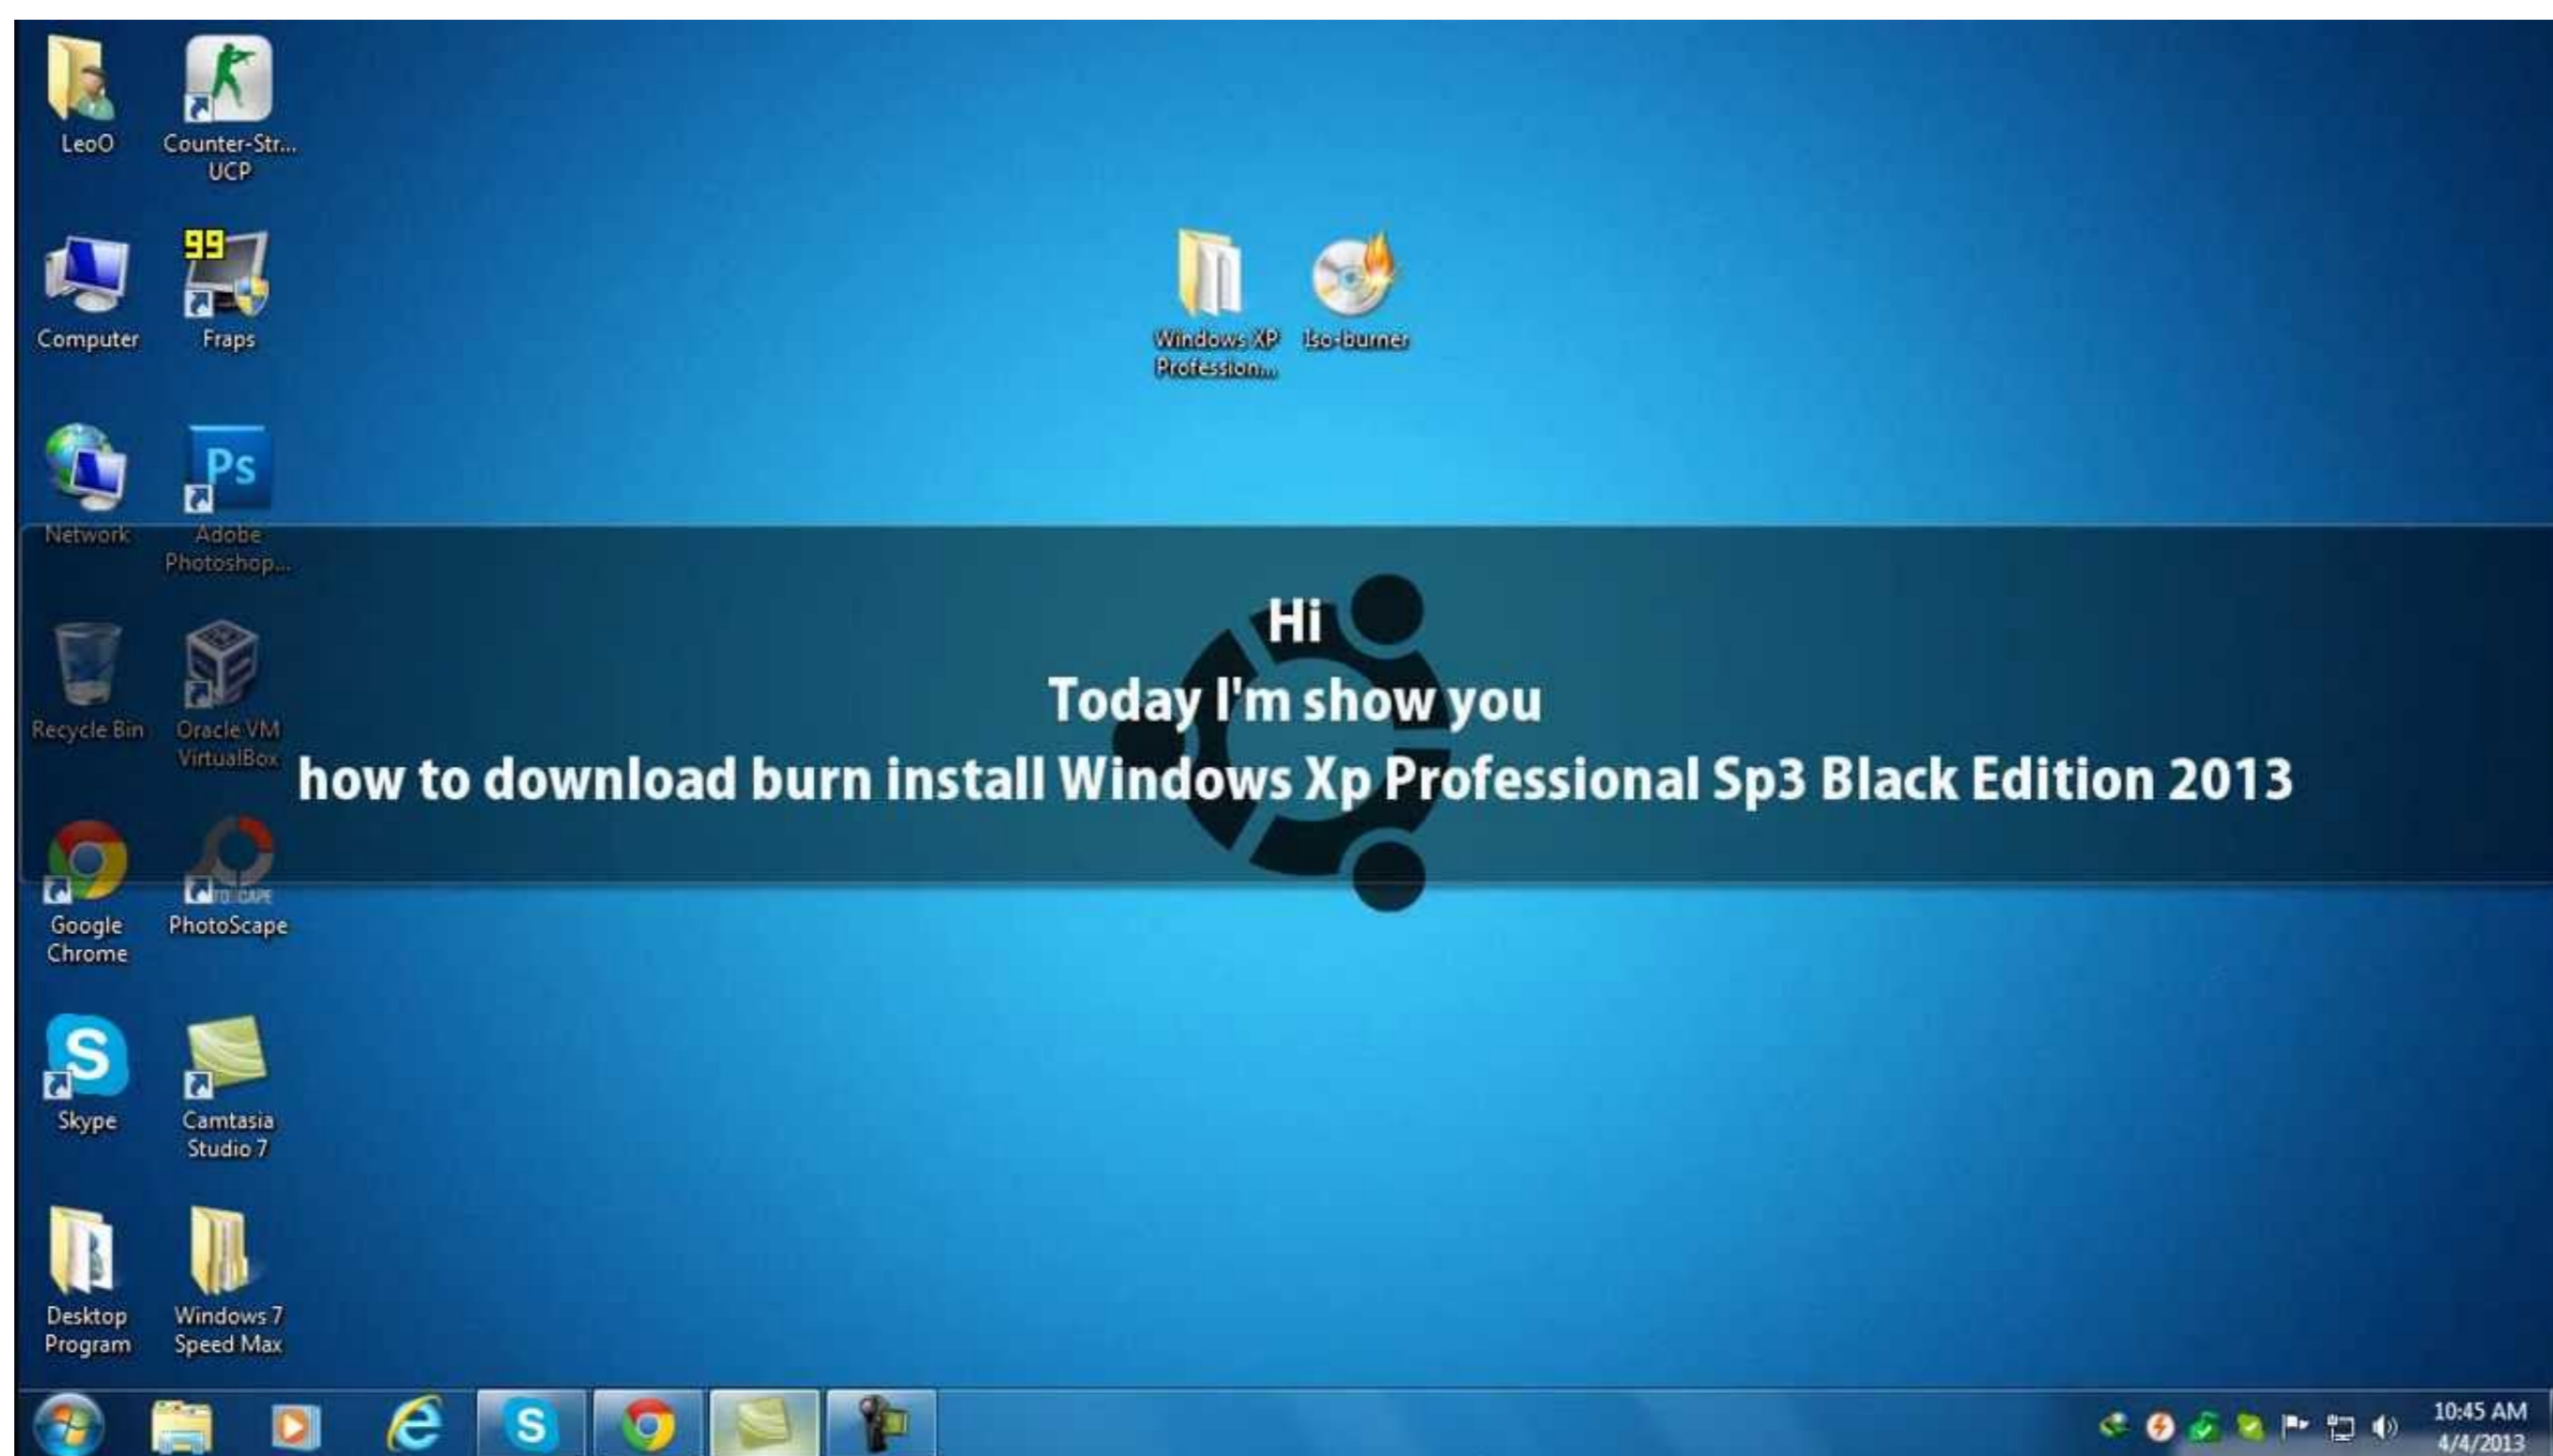 LeoO
Counter-Str...
UCP
Computer
99
Fraps
Windows XP
Profession...
Iso-burner
Network
Ps
Adobe
Photoshop...
Hi
Today I'm show you
how to download burn install Windows Xp Professional Sp3 Black Edition 2013
Recycle Bin
Oracle VM
VirtualBox
Google
Chrome
PhotoScape
S
Skype
Camtasia
Studio 7
Desktop
Program
Windows 7
Speed Max
S
10:45 AM
4/4/2013